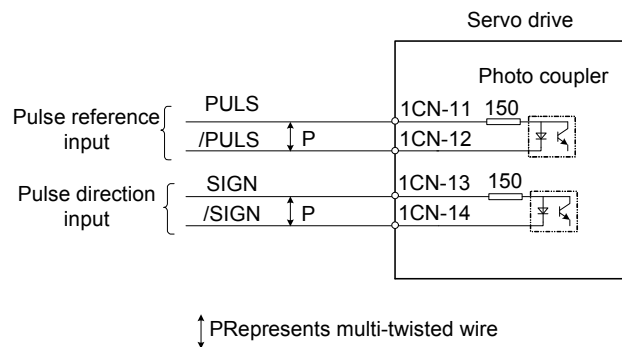 Servo drive
Photo coupler
Pulse reference
input
PULS
/PULS
P
1CN-11
150
1CN-12
Pulse direction
input
SIGN
/SIGN
P
1CN-13
150
1CN-14
PRepresents multi-twisted wire